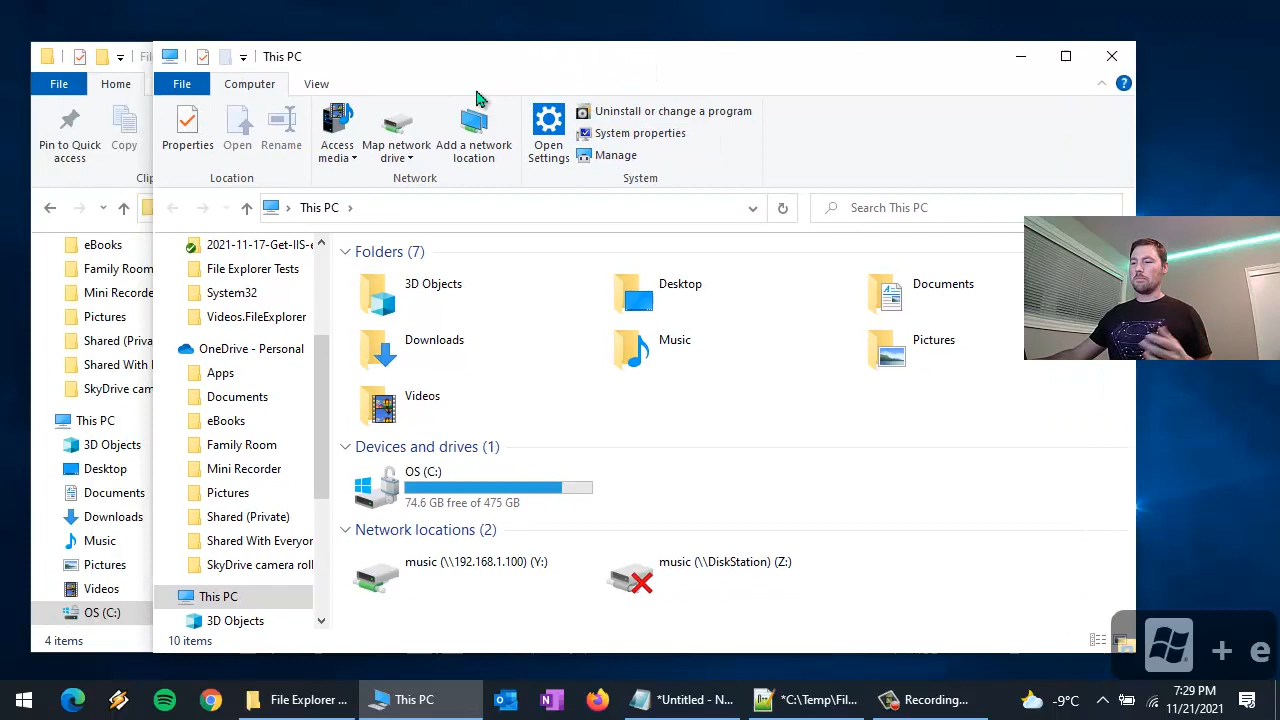 Fi
This PC
File
Home
File
Computer
View
Pin to Quick
access
Copy
Properties
Open
Rename
Access
media
Map network
drive
Add a network
location
Open
Settings
Uninstall or change a program
System properties
Manage
Clip
Location
Network
System
This PC
Search This PC
eBooks
Family Room
Mini Recorde
Pictures
Shared (Priva
Shared With E
SkyDrive cam
This PC
3D Objects
Desktop
Documents
Downloads
Music
Pictures
Videos
OS (C:)
4 items
2021-11-17-Get-IIS-e
File Explorer Tests
System32
Videos.FileExplorer
OneDrive - Personal
Apps
Documents
eBooks
Family Room
Mini Recorder
Pictures
Shared (Private)
Shared With Everyor
SkyDrive camera roll
This PC
3D Objects
10 items
Folders (7)
3D Objects
Desktop
Documents
Downloads
Music
Pictures
Videos
Devices and drives (1)
OS (C:)
74.6 GB free of 475 GB
Network locations (2)
music (\\192.168.1.100) (Y:)
music (\\DiskStation) (Z:)
+ e
File Explorer ...
This PC
*Untitled - N...
*C:\Temp\Fil...
Recording...
-9°C
7:29 PM
11/21/2021